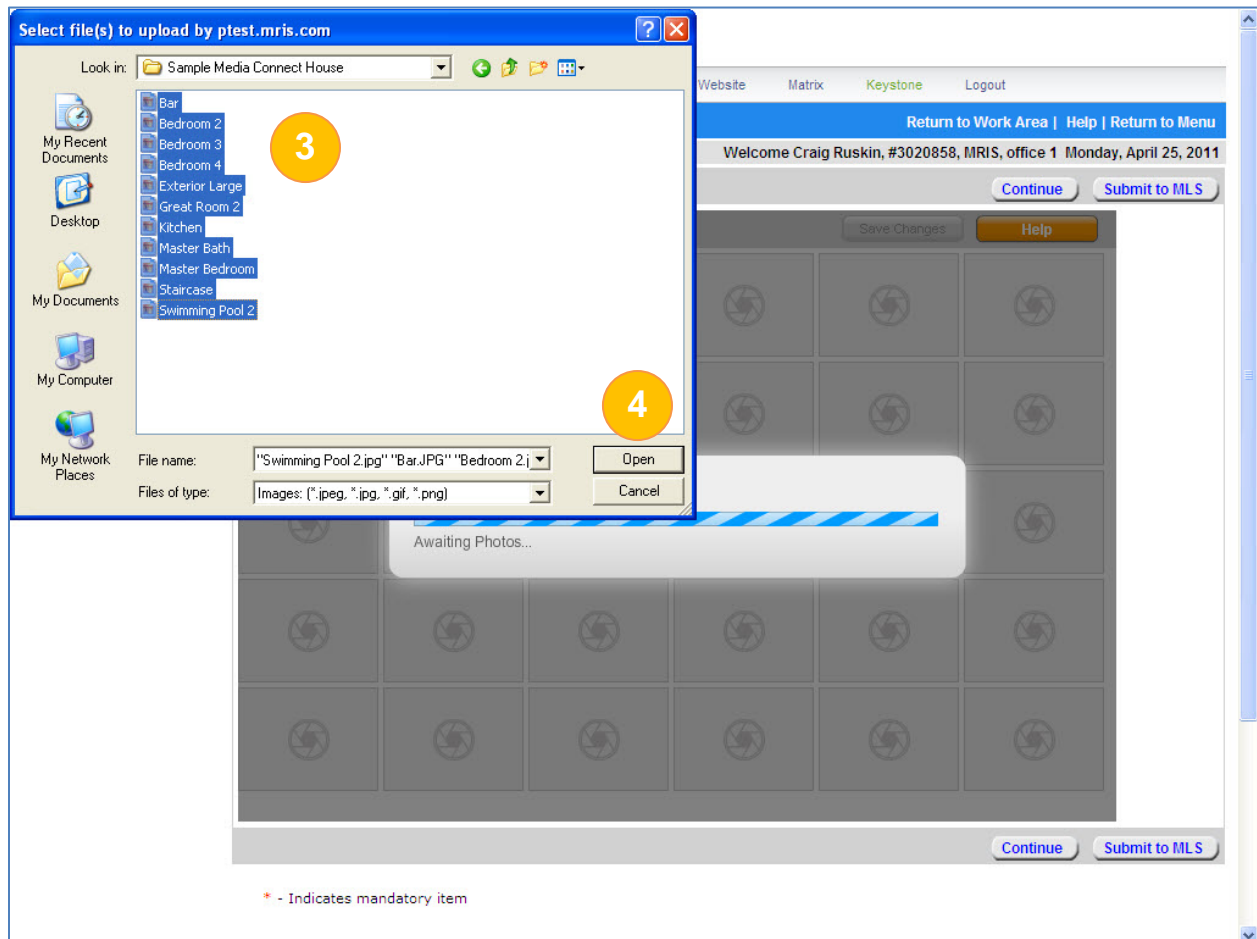 Select file(s) to upload by ptest.mris.com
Look in: Sample Media Connect House
My Recent Documents
Desktop
My Documents
My Computer
My Network Places
Bar
Bedroom 2
Bedroom 3
Bedroom 4
Exterior Large
Great Room 2
Kitchen
Master Bath
Master Bedroom
Staircase
Swimming Pool 2
3
4
File name: "Swimming Pool 2.jpg" "Bar.JPG" "Bedroom 2.j
Open
Files of type: Images: (*.jpeg, *.jpg, *.gif, *.png)
Cancel
Website Matrix Keystone Logout
Return to Work Area | Help | Return to Menu
Welcome Craig Ruskin, #3020858, MRIS, office 1 Monday, April 25, 2011
Continue Submit to MLS
Save Changes Help
Awaiting Photos...
Continue Submit to MLS
* - Indicates mandatory item